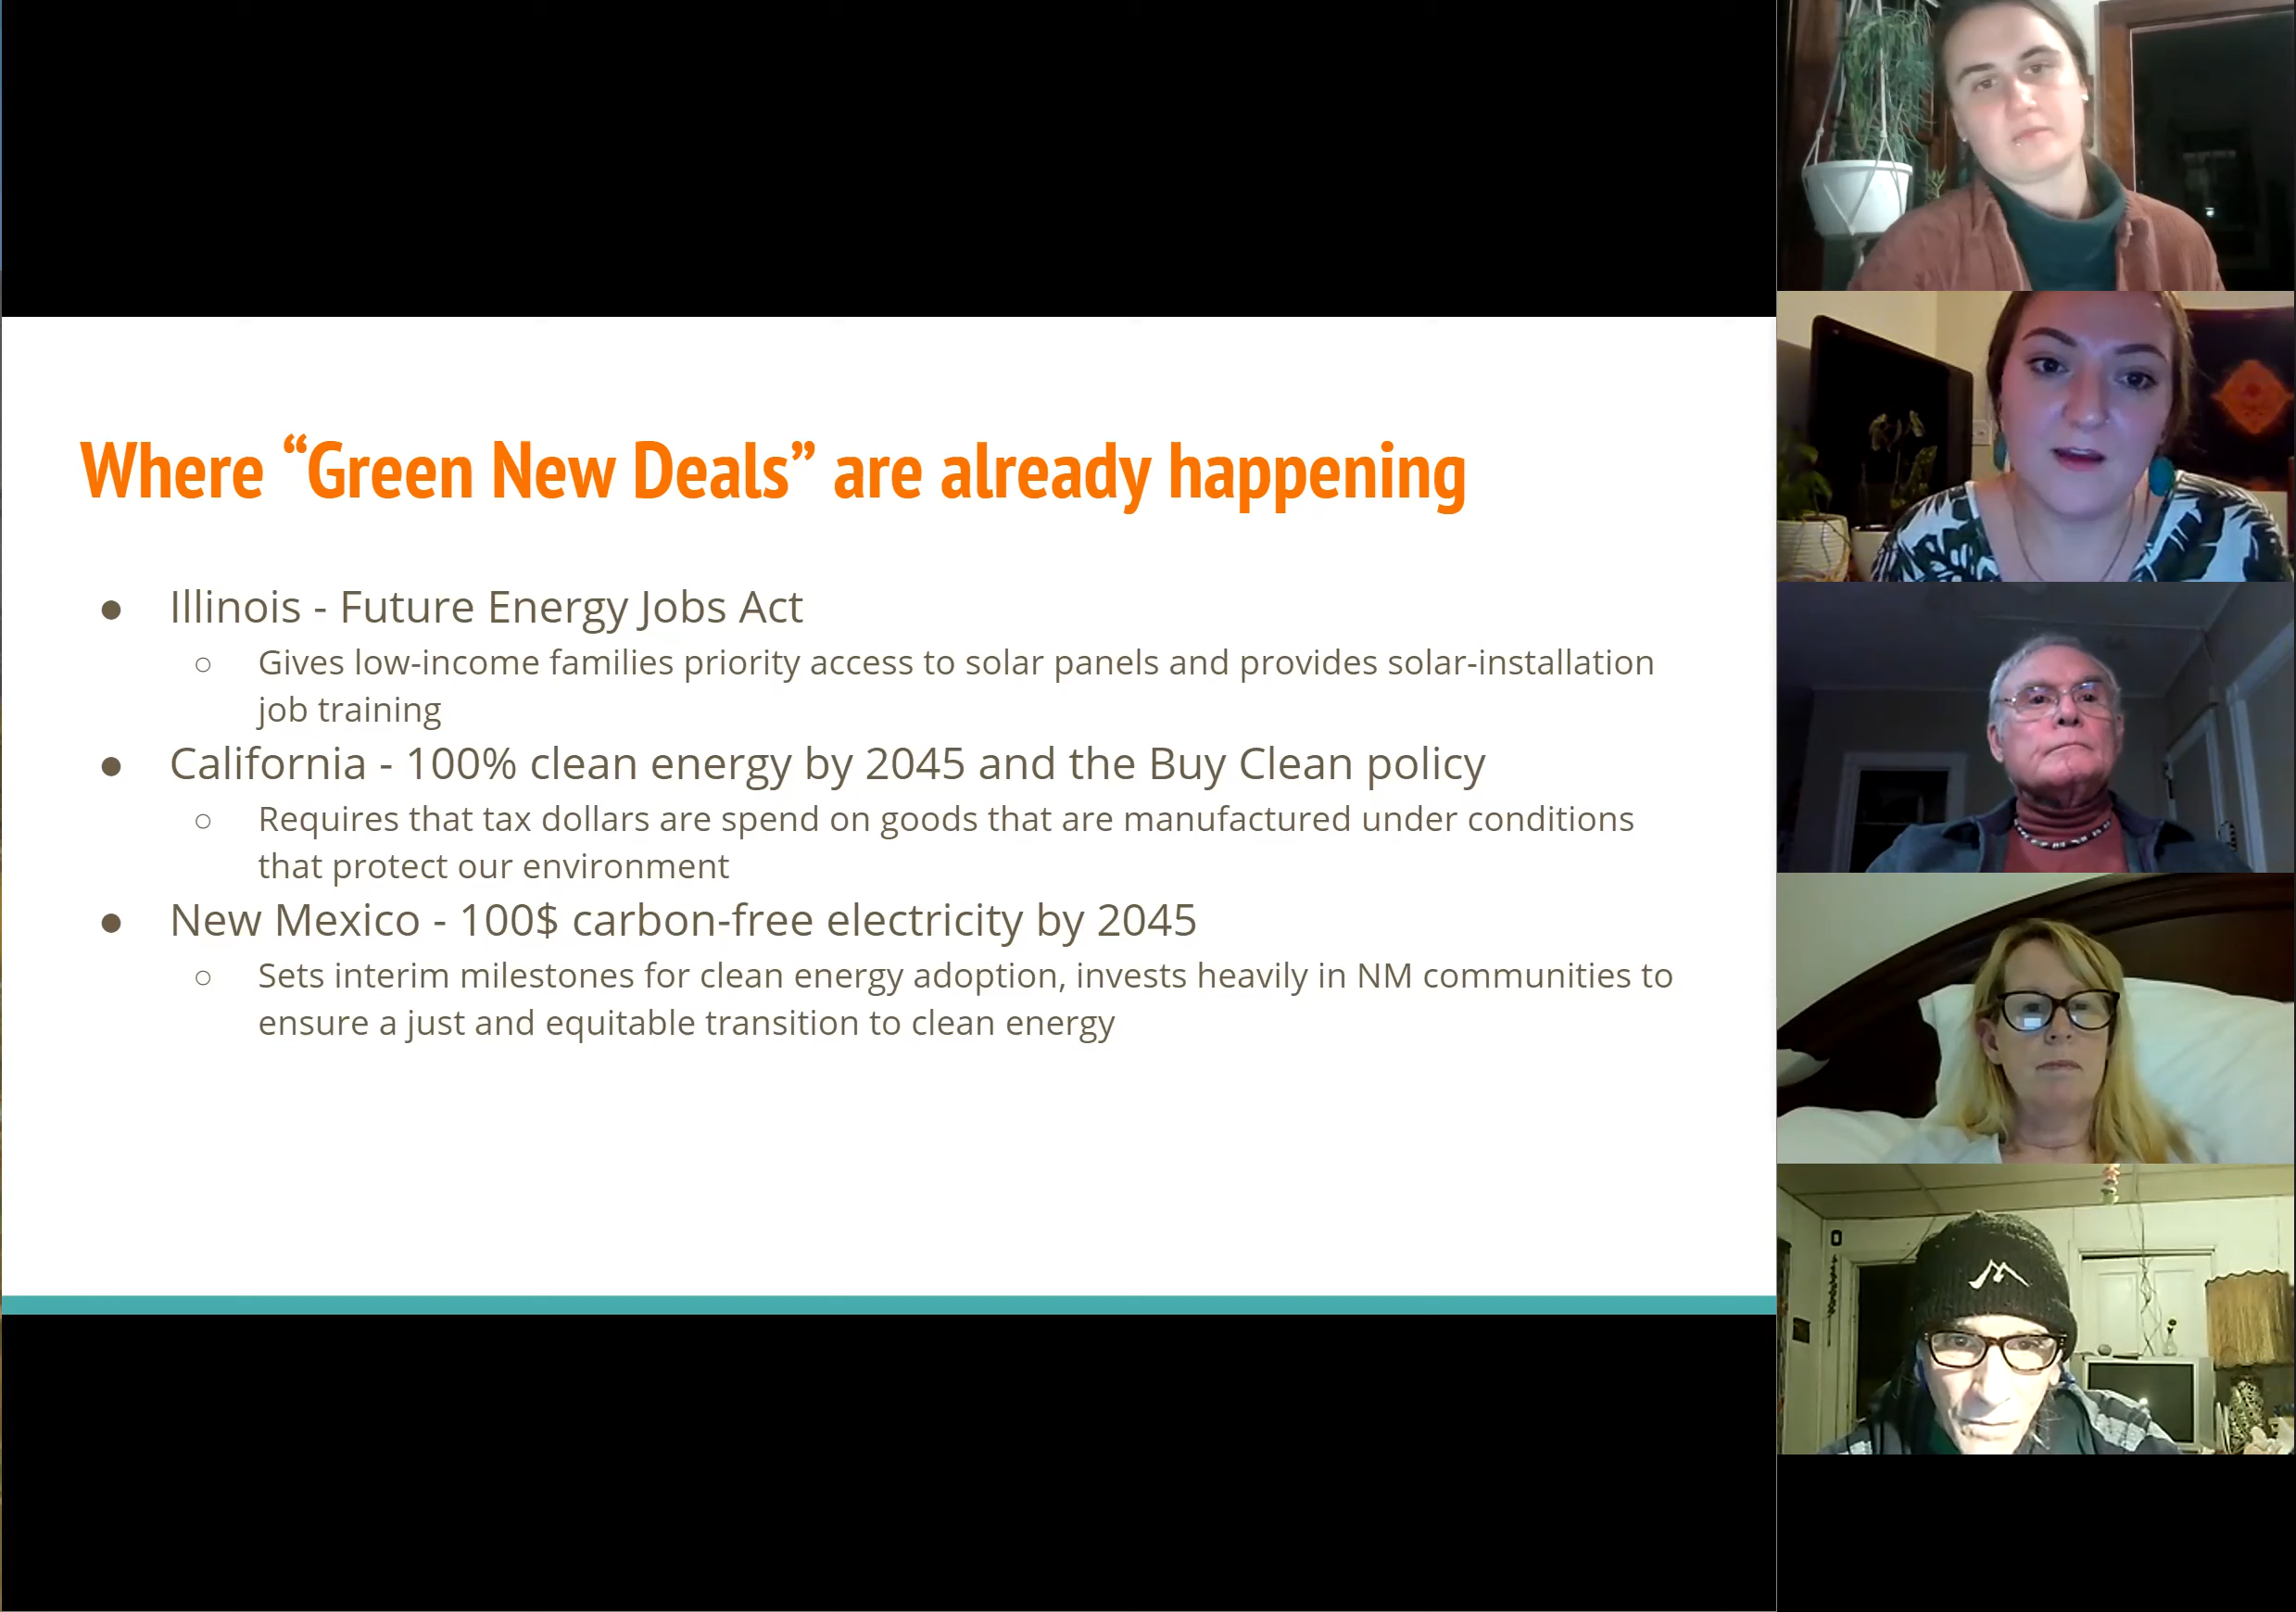 Where “Green New Deals” are already happening
● Illinois - Future Energy Jobs Act
○ Gives low-income families priority access to solar panels and provides solar-installation
job training
● California - 100% clean energy by 2045 and the Buy Clean policy
○ Requires that tax dollars are spend on goods that are manufactured under conditions
that protect our environment
● New Mexico - 100$ carbon-free electricity by 2045
○ Sets interim milestones for clean energy adoption, invests heavily in NM communities to
ensure a just and equitable transition to clean energy